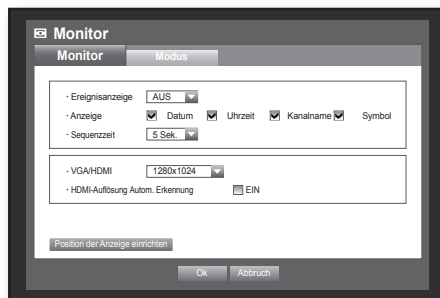 Monitor
Monitor Modus
· Ereignisanzeige AUS
· Anzeige Datum Uhrzeit Kanalname Symbol
· Sequenzzeit 5 Sek.
· VGA/HDMI 1280x1024
· HDMI-Auflösung Autom. Erkennung EIN
Position der Anzeige einrichten
Ok Abbruch